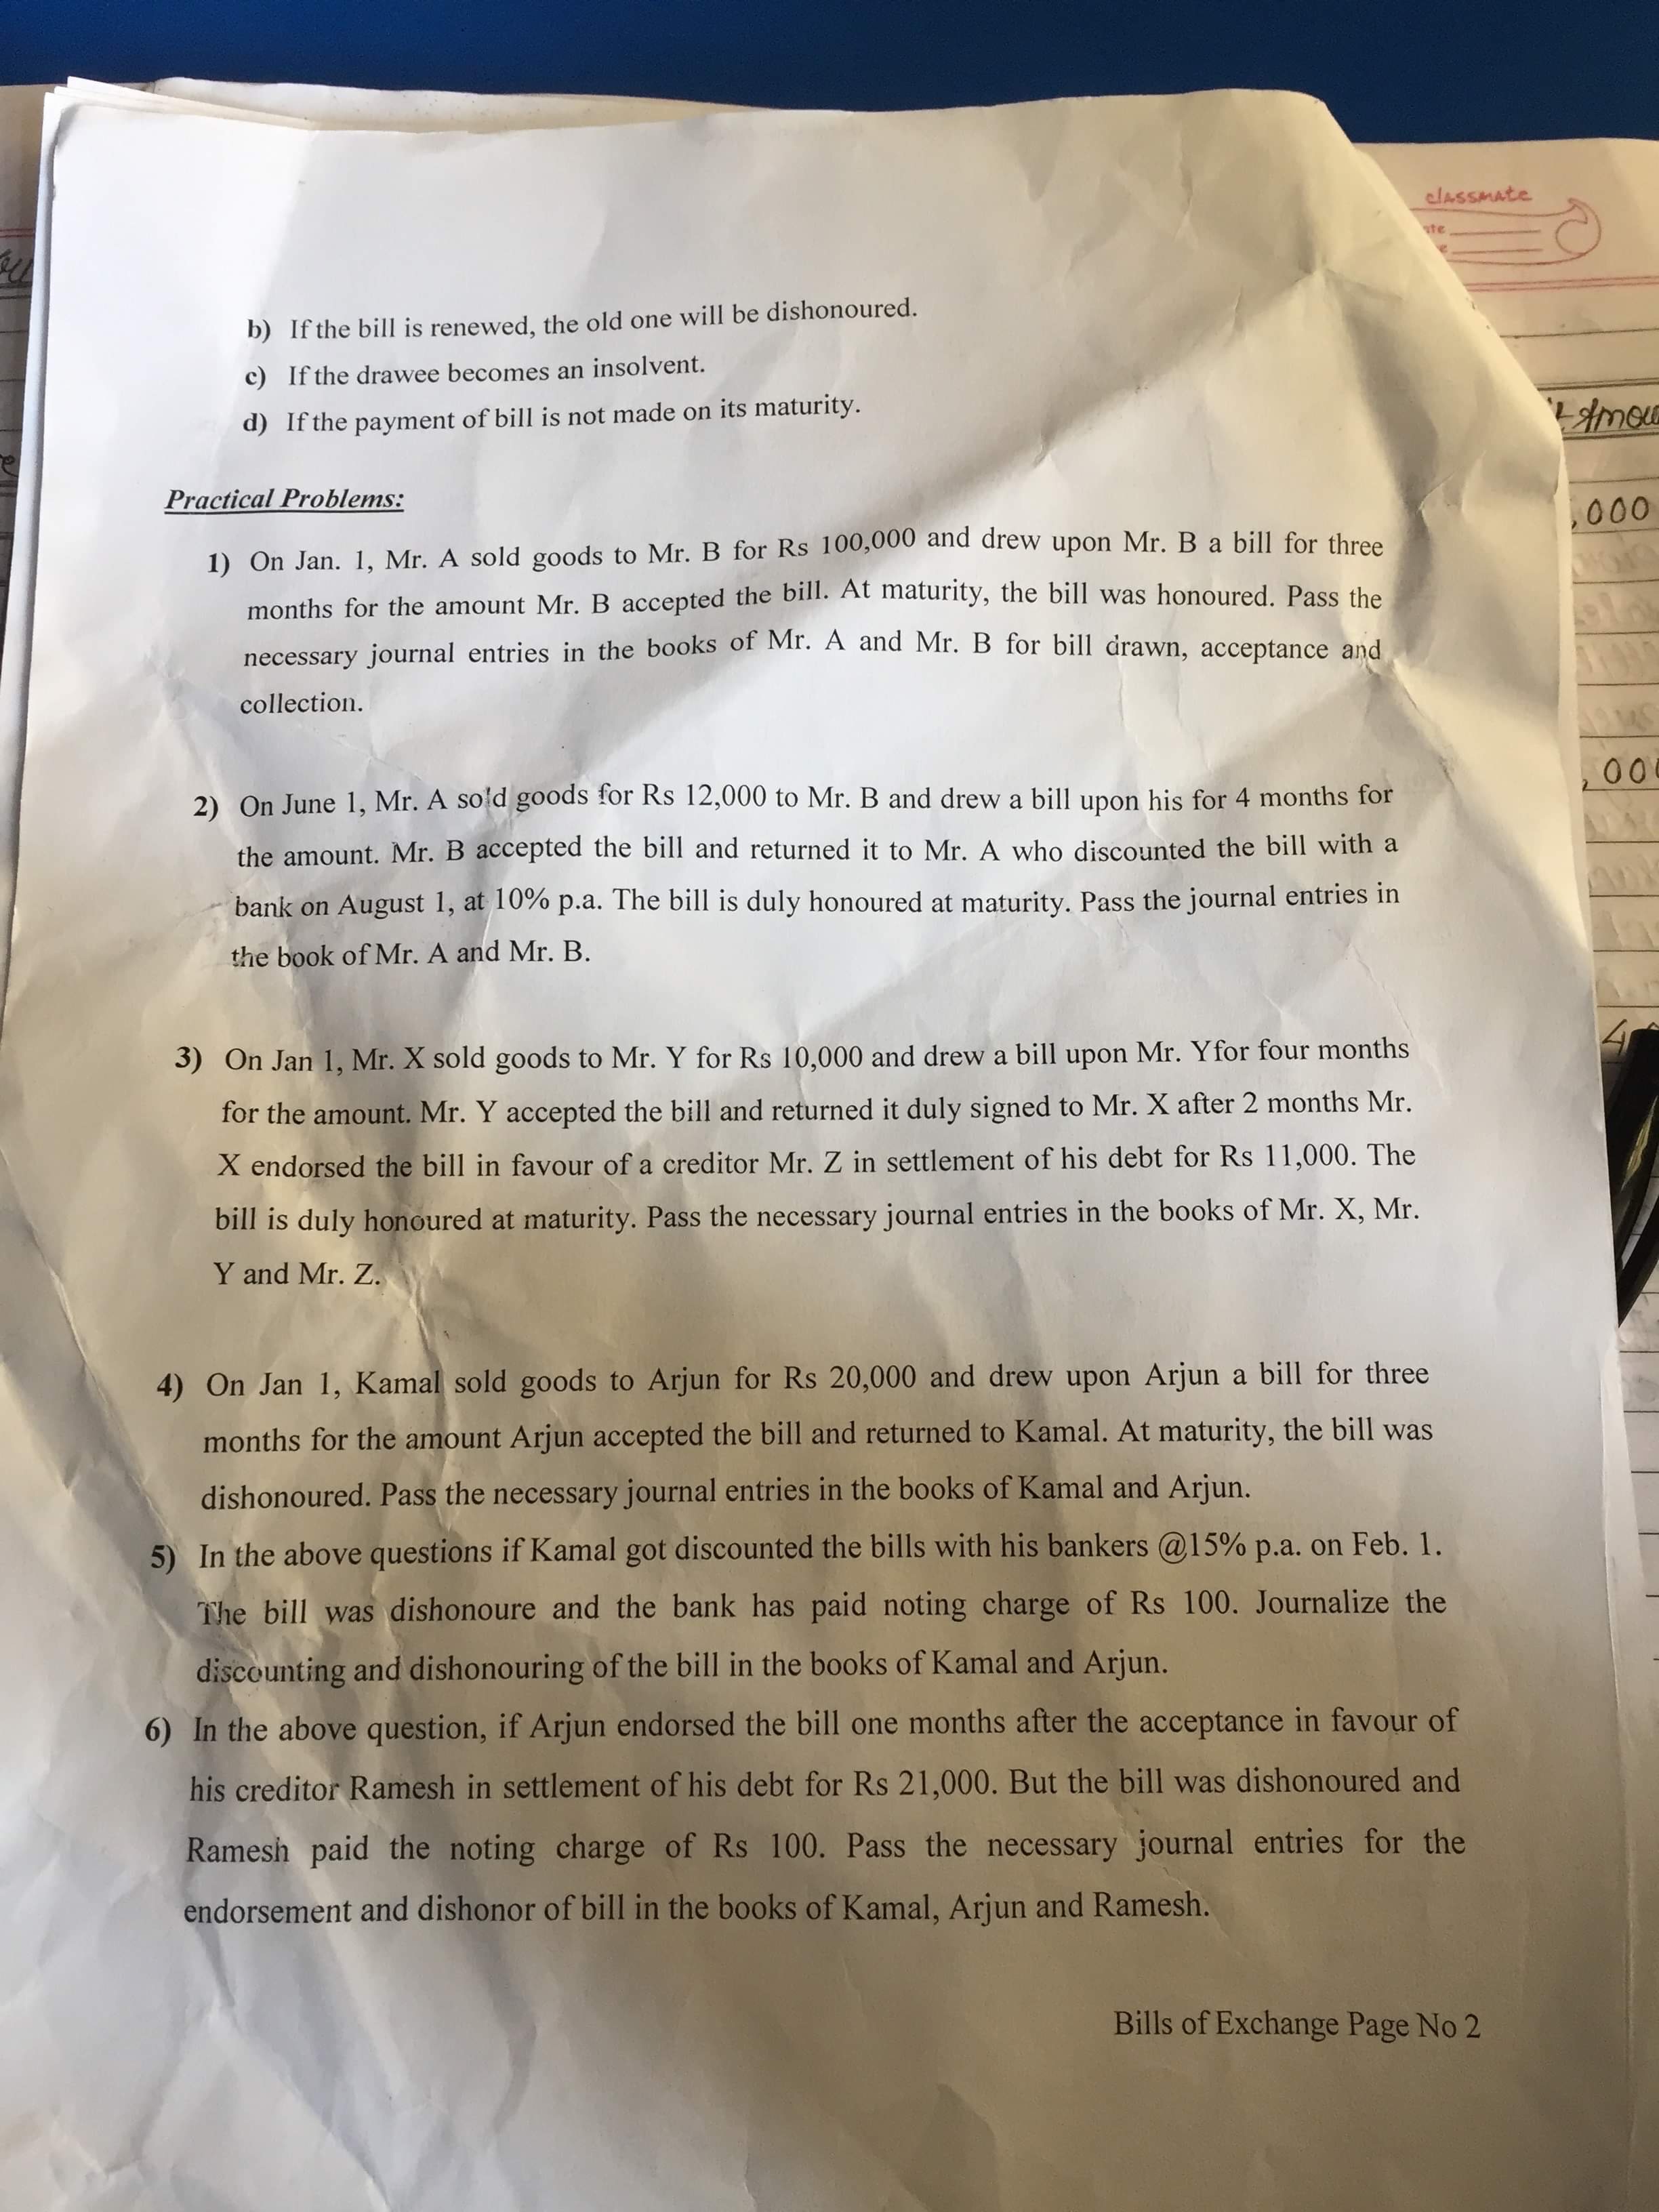 classmate
b) If the bill is renewed, the old one will be dishonoured.
c) If the drawee becomes an insolvent.
d) If the payment of bill is not made on its maturity.
Amou
Practical Problems:
,000
1) On Jan. 1, Mr. A sold goods to Mr. B for Rs 100,000 and drew upon Mr. B a bill for three
months for the amount Mr. B accepted the bill. At maturity, the bill was honoured. Pass the
necessary journal entries in the books of Mr. A and Mr. B for bill drawn, acceptance and
collection.
,00
2) On June 1, Mr. A sold goods for Rs 12,000 to Mr. B and drew a bill upon his for 4 months for
the amount. Mr. B accepted the bill and returned it to Mr. A who discounted the bill with a
bank on August 1, at 10% p.a. The bill is duly honoured at maturity. Pass the journal entries in
the book of Mr. A and Mr. B.
3) On Jan 1, Mr. X sold goods to Mr. Y for Rs 10,000 and drew a bill upon Mr. Yfor four months
for the amount. Mr. Y accepted the bill and returned it duly signed to Mr. X after 2 months Mr.
X endorsed the bill in favour of a creditor Mr. Z in settlement of his debt for Rs 11,000. The
bill is duly honoured at maturity. Pass the necessary journal entries in the books of Mr. X, Mr.
Y and Mr. Z.
4) On Jan 1, Kamal sold goods to Arjun for Rs 20,000 and drew upon Arjun a bill for three
months for the amount Arjun accepted the bill and returned to Kamal. At maturity, the bill was
dishonoured. Pass the necessary journal entries in the books of Kamal and Arjun.
5) In the above questions if Kamal got discounted the bills with his bankers @15% p.a. on Feb. 1.
The bill was dishonoure and the bank has paid noting charge of Rs 100. Journalize the
discounting and dishonouring of the bill in the books of Kamal and Arjun.
6) In the above question, if Arjun endorsed the bill one months after the acceptance in favour of
his creditor Ramesh in settlement of his debt for Rs 21,000. But the bill was dishonoured and
Ramesh paid the noting charge of Rs 100. Pass the necessary journal entries for the
endorsement and dishonor of bill in the books of Kamal, Arjun and Ramesh.
Bills of Exchange Page No 2